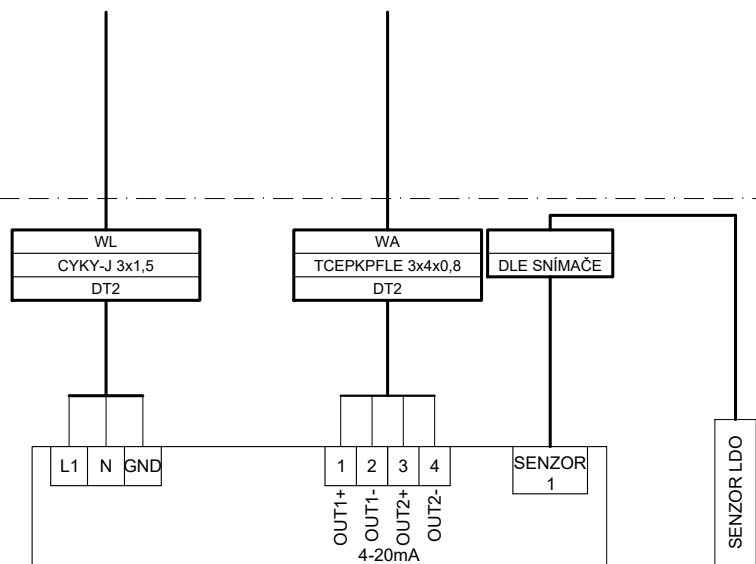 WL
CYKY-J 3x1,5
DT2
WA
TCEPKPFLE 3x4x0,8
DT2
DLE SNÍMAČE
L1
N
GND
1
2
3
4
OUT1+
OUT1-
OUT2+
OUT2-
4-20mA
SENZOR
1
SENZOR LDO